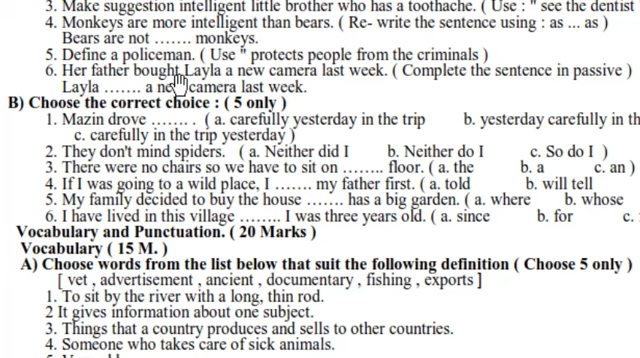 3. Make suggestion intelligent little brother who has a toothache. ( Use : " see the dentist
4. Monkeys are more intelligent than bears. ( Re- write the sentence using : as ... as )
Bears are not ……. monkeys.
5. Define a policeman. ( Use " protects people from the criminals )
6. Her father bought Layla a new camera last week. ( Complete the sentence in passive )
Layla ……. a new camera last week.
B) Choose the correct choice : ( 5 only )
1. Mazin drove ……. . ( a. carefully yesterday in the trip b. yesterday carefully in th
c. carefully in the trip yesterday )
2. They don't mind spiders. ( a. Neither did I b. Neither do I c. So do I )
3. There were no chairs so we have to sit on …….. floor. ( a. the b. a c. an )
4. If I was going to a wild place, I ……. my father first. ( a. told b. will tell
5. My family decided to buy the house ……. has a big garden. ( a. where b. whose
6. I have lived in this village …….. I was three years old. ( a. since b. for c.
Vocabulary and Punctuation. ( 20 Marks )
Vocabulary ( 15 M. )
A) Choose words from the list below that suit the following definition ( Choose 5 only )
[ vet , advertisement , ancient , documentary , fishing , exports ]
1. To sit by the river with a long, thin rod.
2 It gives information about one subject.
3. Things that a country produces and sells to other countries.
4. Someone who takes care of sick animals.